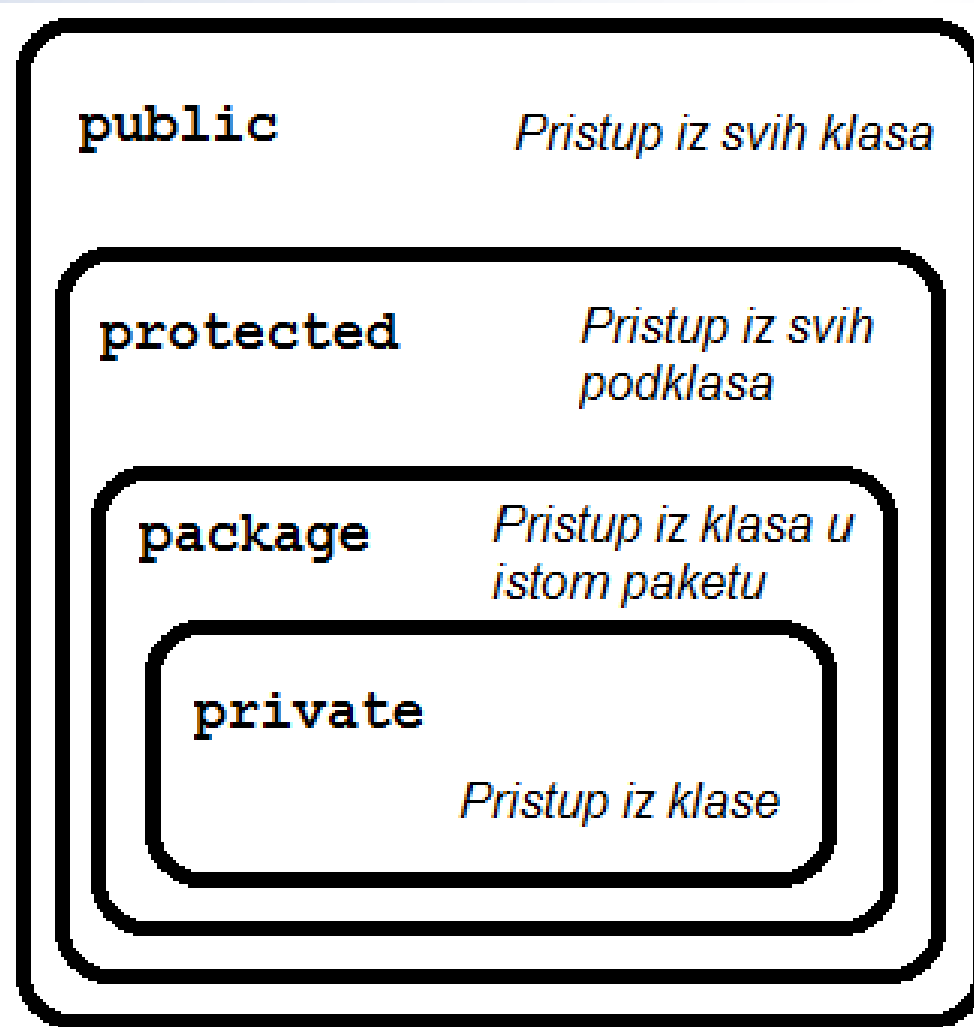 public
Pristup iz svih klasa
protected
Pristup iz svih
podklasa
package
Pristup iz klasa u
istom paketu
private
Pristup iz klase